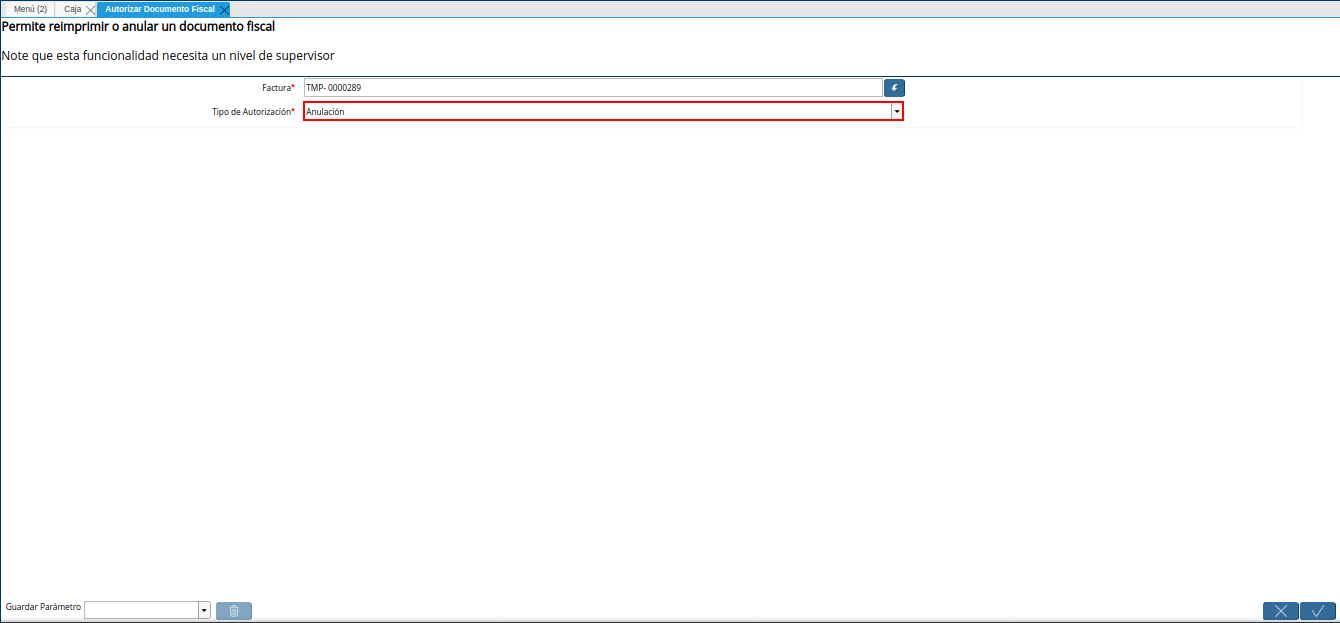 Menú (2) Caja Autorizar Documento Fiscal
Permite reimprimir o anular un documento fiscal
Note que esta funcionalidad necesita un nivel de supervisor
Factura* TMP- 0000289
Tipo de Autorización* Anulación
Guardar Parámetro